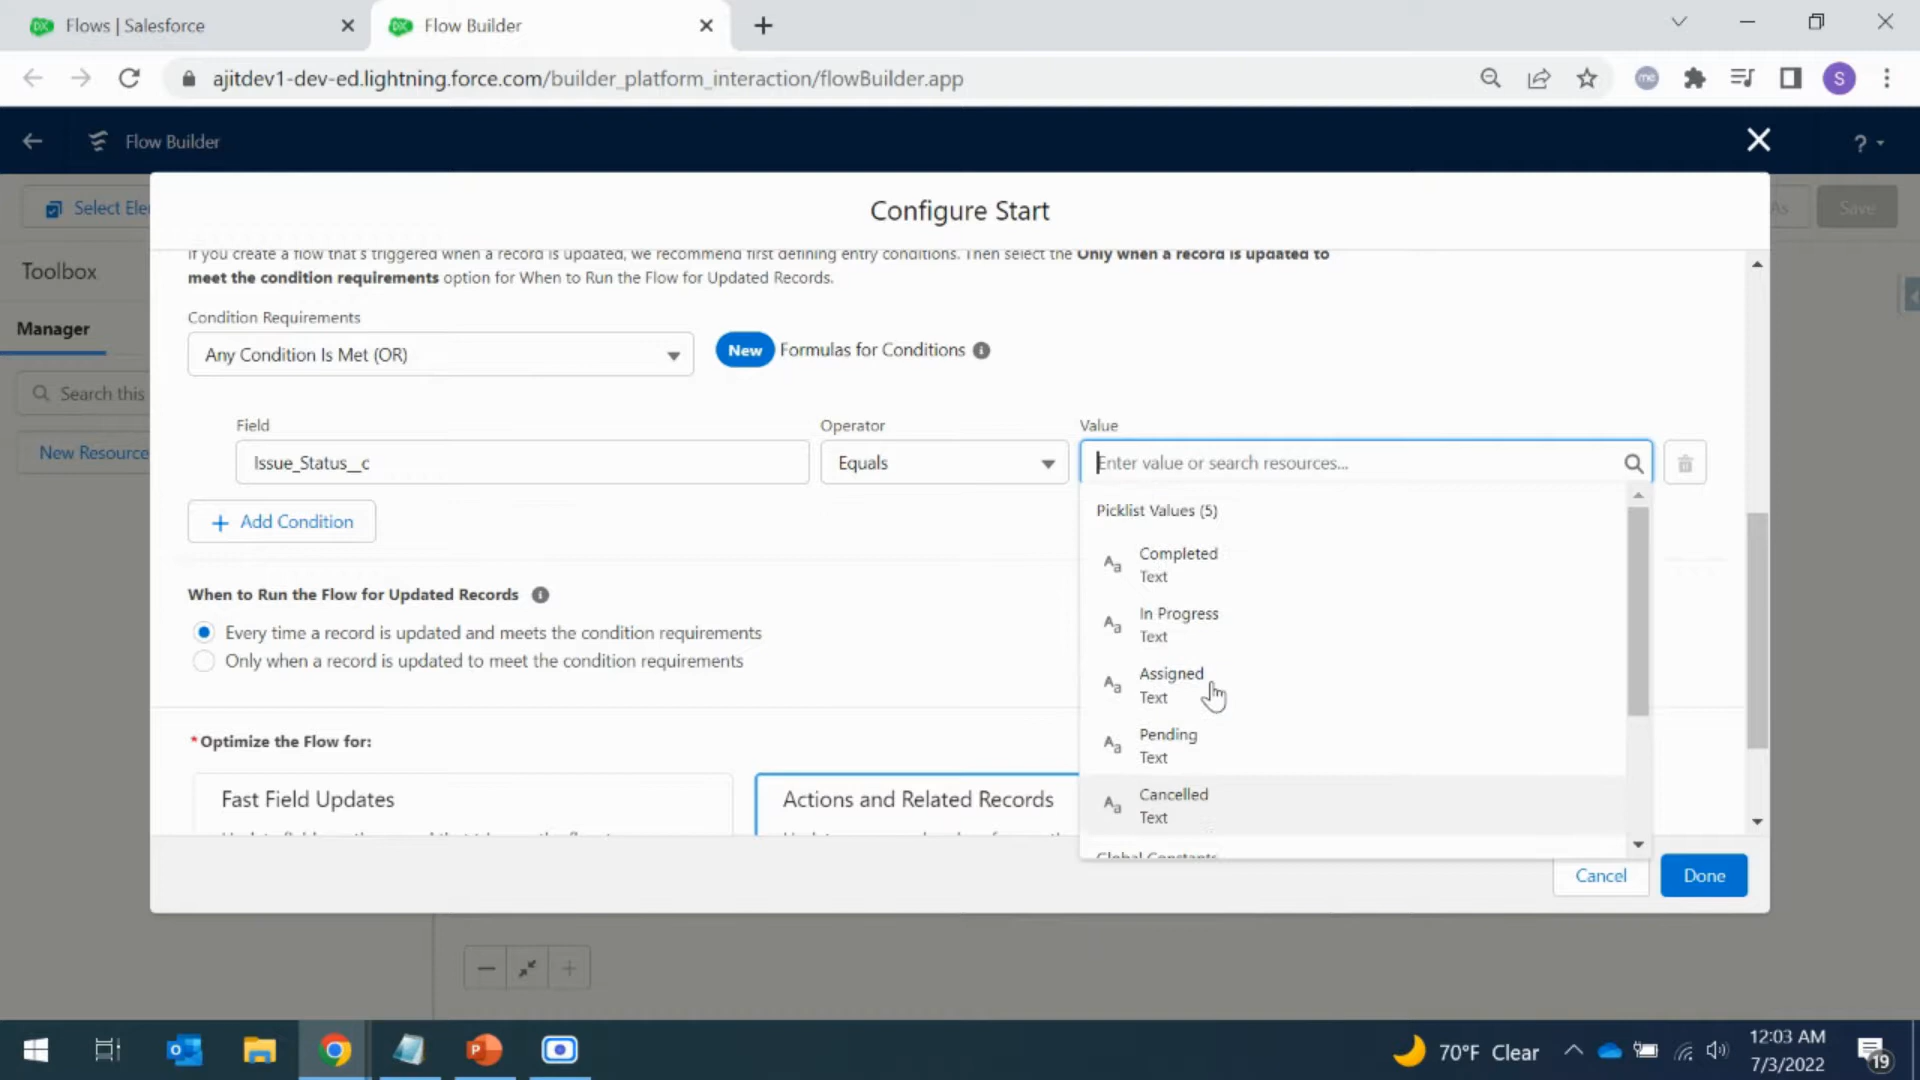 Flows | Salesforce
Flow Builder
ajitdev1-dev-ed.lightning.force.com/builder_platform_interaction/flowBuilder.app
me
S
Flow Builder
?
Select Ele
As
Save
Configure Start
Toolbox
Manager
Search this
New Resource
If you create a flow that's triggered when a record is updated, we recommend first defining entry conditions. Then select the Only when a record is updated to
meet the condition requirements option for When to Run the Flow for Updated Records.
Condition Requirements
Any Condition Is Met (OR)
New Formulas for Conditions
Field
Operator
Value
Issue_Status__c
Equals
Enter value or search resources...
Add Condition
Picklist Values (5)
Aa Completed
Text
Aa In Progress
Text
Aa Assigned
Text
Aa Pending
Text
Aa Cancelled
Text
Global Constants
When to Run the Flow for Updated Records
Every time a record is updated and meets the condition requirements
Only when a record is updated to meet the condition requirements
*Optimize the Flow for:
Fast Field Updates
Actions and Related Records
Cancel
Done
70°F Clear
12:03 AM
7/3/2022
19